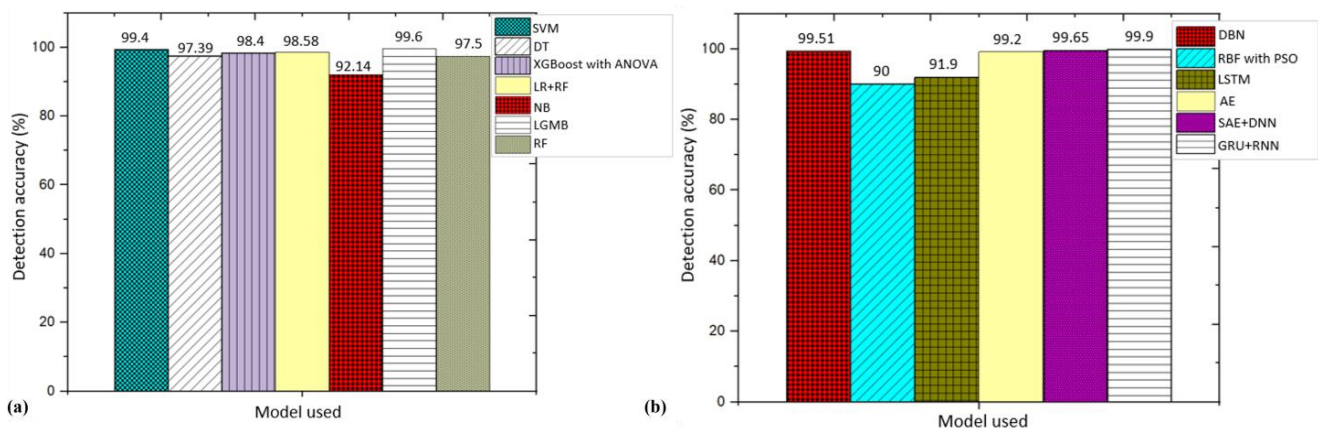 99.4
97.39
98.4
98.58
92.14
99.6
97.5
100
80
60
40
20
0
Detection accuracy (%)
Model used
SVM
DT
XGBoost with ANOVA
LR+RF
NB
LGMB
RF
(a)
99.51
90
91.9
99.2
99.65
99.9
100
80
60
40
20
0
Detection accuracy (%)
Model used
DBN
RBF with PSO
LSTM
AE
SAE+DNN
GRU+RNN
(b)